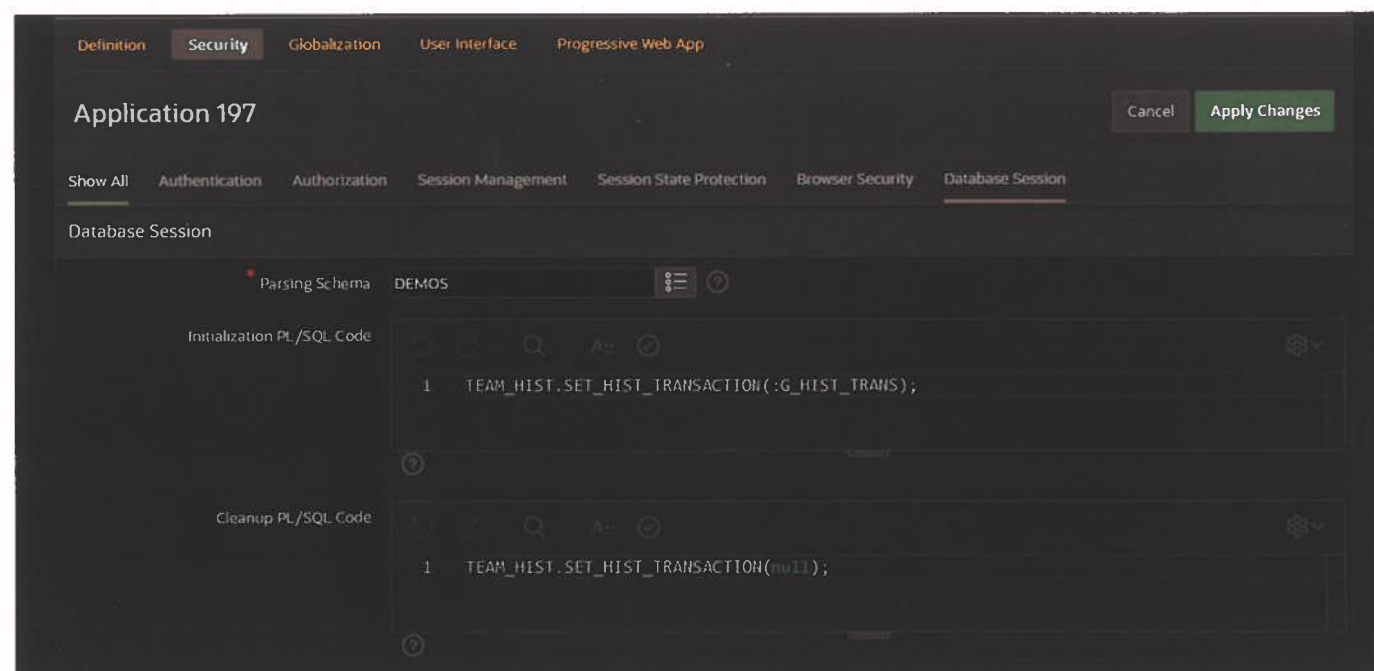 Definition Security Globalization User Interface Progressive Web App
Application 197 Cancel Apply Changes
Show All Authentication Authorization Session Management Session State Protection Browser Security Database Session
Database Session
* Parsing Schema DEMOS
Initialization PL/SQL Code
1 TEAM_HIST.SET_HIST_TRANSACTION(:G_HIST_TRANS);
Cleanup PL/SQL Code
1 TEAM_HIST.SET_HIST_TRANSACTION(null);